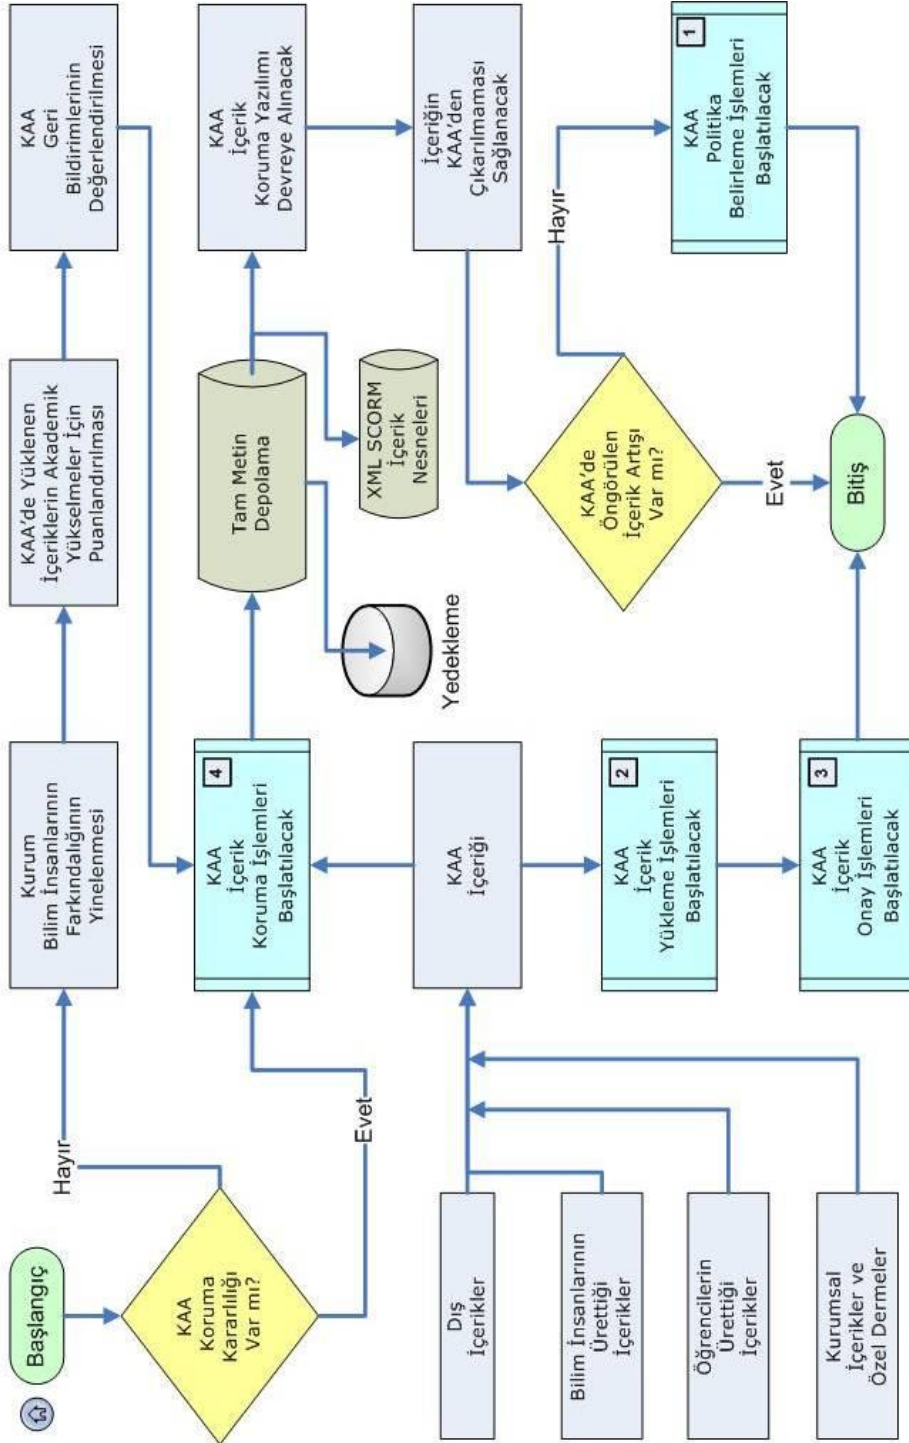 Başlangıç
KAA
Koruma
Kararlılığı
Var mı?
Hayır
Evet
Kurum
Bilim İnsanlarının
Farkındalığının
Yinelenmesi
KAA'de Yüklenen
İçeriklerin Akademik
Yükselmeler İçin
Puanlandırılması
KAA
Geri
Bildirimlerinin
Değerlendirilmesi
4
KAA
İçerik
Koruma İşlemleri
Başlatılacak
Tam Metin
Depolama
KAA
İçerik
Koruma Yazılımı
Devreye Alınacak
XML SCORM
İçerik
Nesneleri
Yedekleme
İçeriğin
KAA'den
Çıkarılmaması
Sağlanacak
Dış
İçerikler
Bilim İnsanlarının
Ürettiği
İçerikler
Öğrencilerin
Ürettiği
İçerikler
Kurumsal
İçerikler ve
Özel Dermeler
KAA
İçeriği
2
KAA
İçerik
Yükleme İşlemleri
Başlatılacak
3
KAA
İçerik
Onay İşlemleri
Başlatılacak
KAA'de
Öngörülen
İçerik Artışı
Var mı?
Hayır
Evet
1
KAA
Politika
Belirleme İşlemleri
Başlatılacak
Bitiş